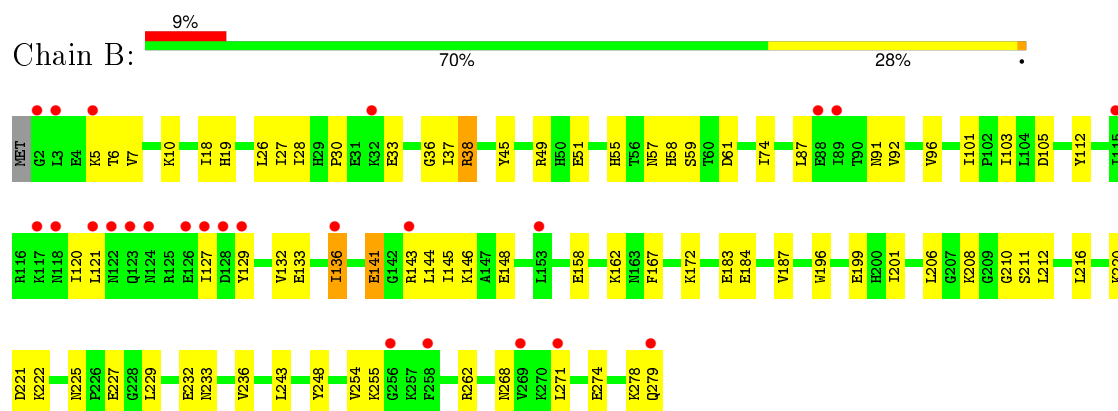 9%
Chain B:
70% 28% •
MET G2 L3 E4 K5 T6 V7 K10 I18 H19 L26 I27 I28 H29 P30 E31 K32 E33 G36 I37 R38 Y45 R49 H50 E51 H55 T56 N57 H58 S59 T60 D61 I74 L87 E88 I89 T90 N91 V92 V96 I101 P102 I103 L104 D105 Y112 I115
R116 K117 N118 I120 L121 N122 Q123 N124 R125 E126 I127 D128 Y129 V132 E133 I136 E141 G142 R143 L144 I145 K146 A147 E148 L153 E158 K162 N163 F167 K172 E183 E184 V187 W196 E199 H200 I201 L206 G207 K208 G209 G210 S211 L212 L216 K220
D221 K222 N225 P226 E227 G228 L229 E232 N233 V236 L243 Y248 V254 K255 G256 K257 F258 R262 N268 V269 K270 L271 E274 K278 Q279